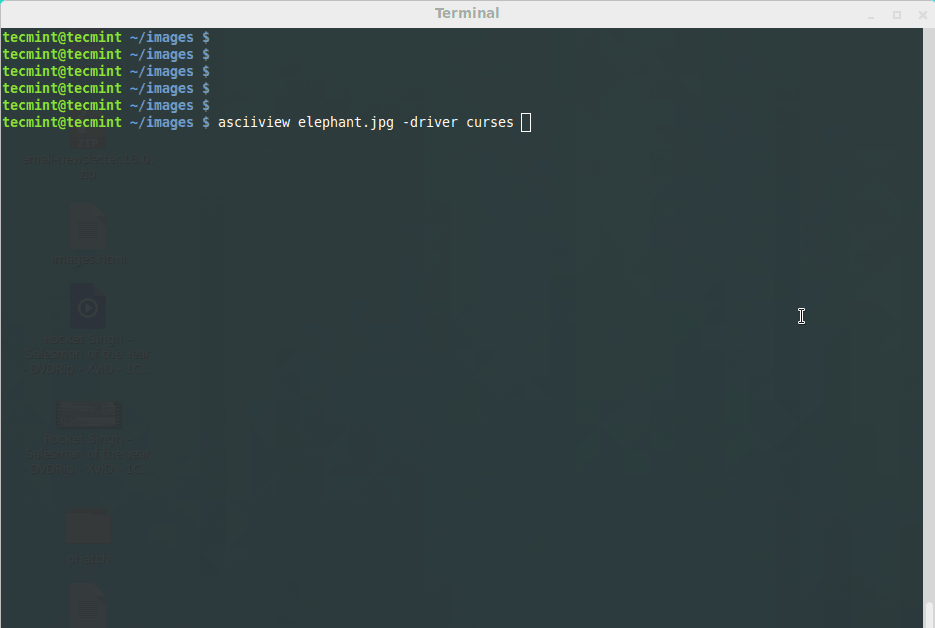 Terminal
tecmint@tecmint ~/images $
tecmint@tecmint ~/images $
tecmint@tecmint ~/images $
tecmint@tecmint ~/images $
tecmint@tecmint ~/images $
tecmint@tecmint ~/images $ asciiview elephant.jpg -driver curses
ZIP